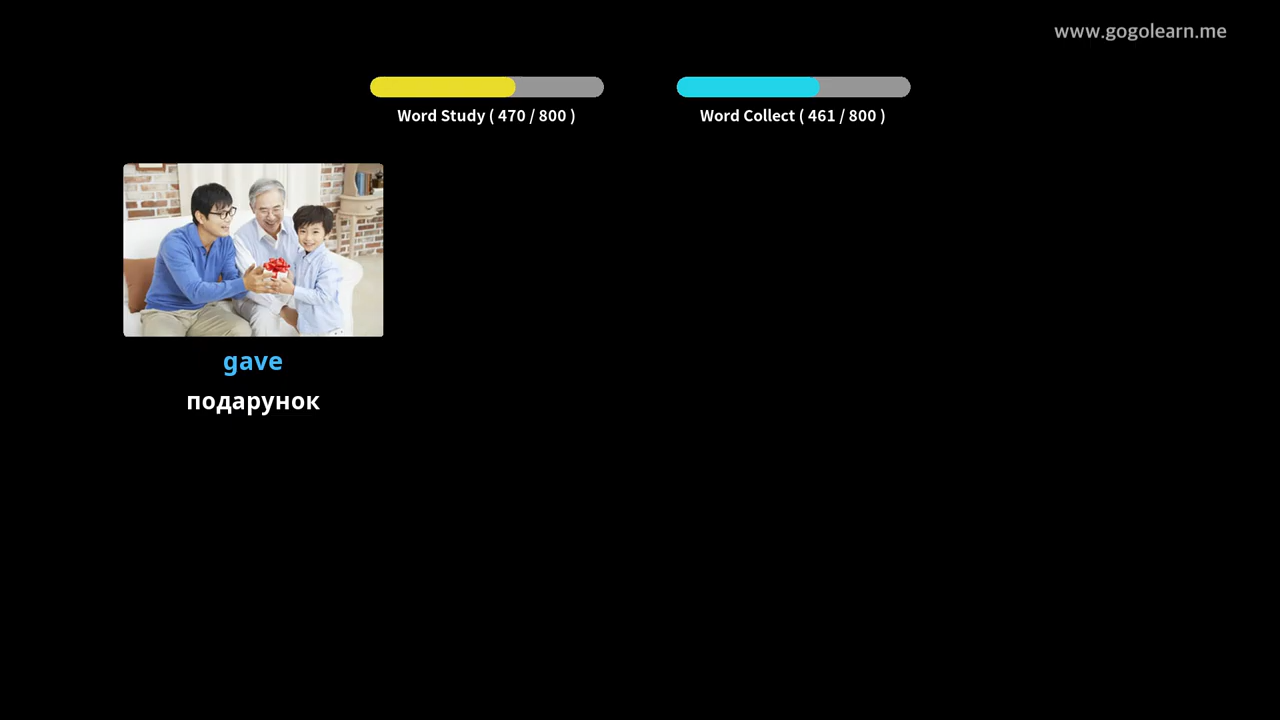 www.gogolearn.me
Word Study ( 470 / 800 )
Word Collect ( 461 / 800 )
gave
подарунок